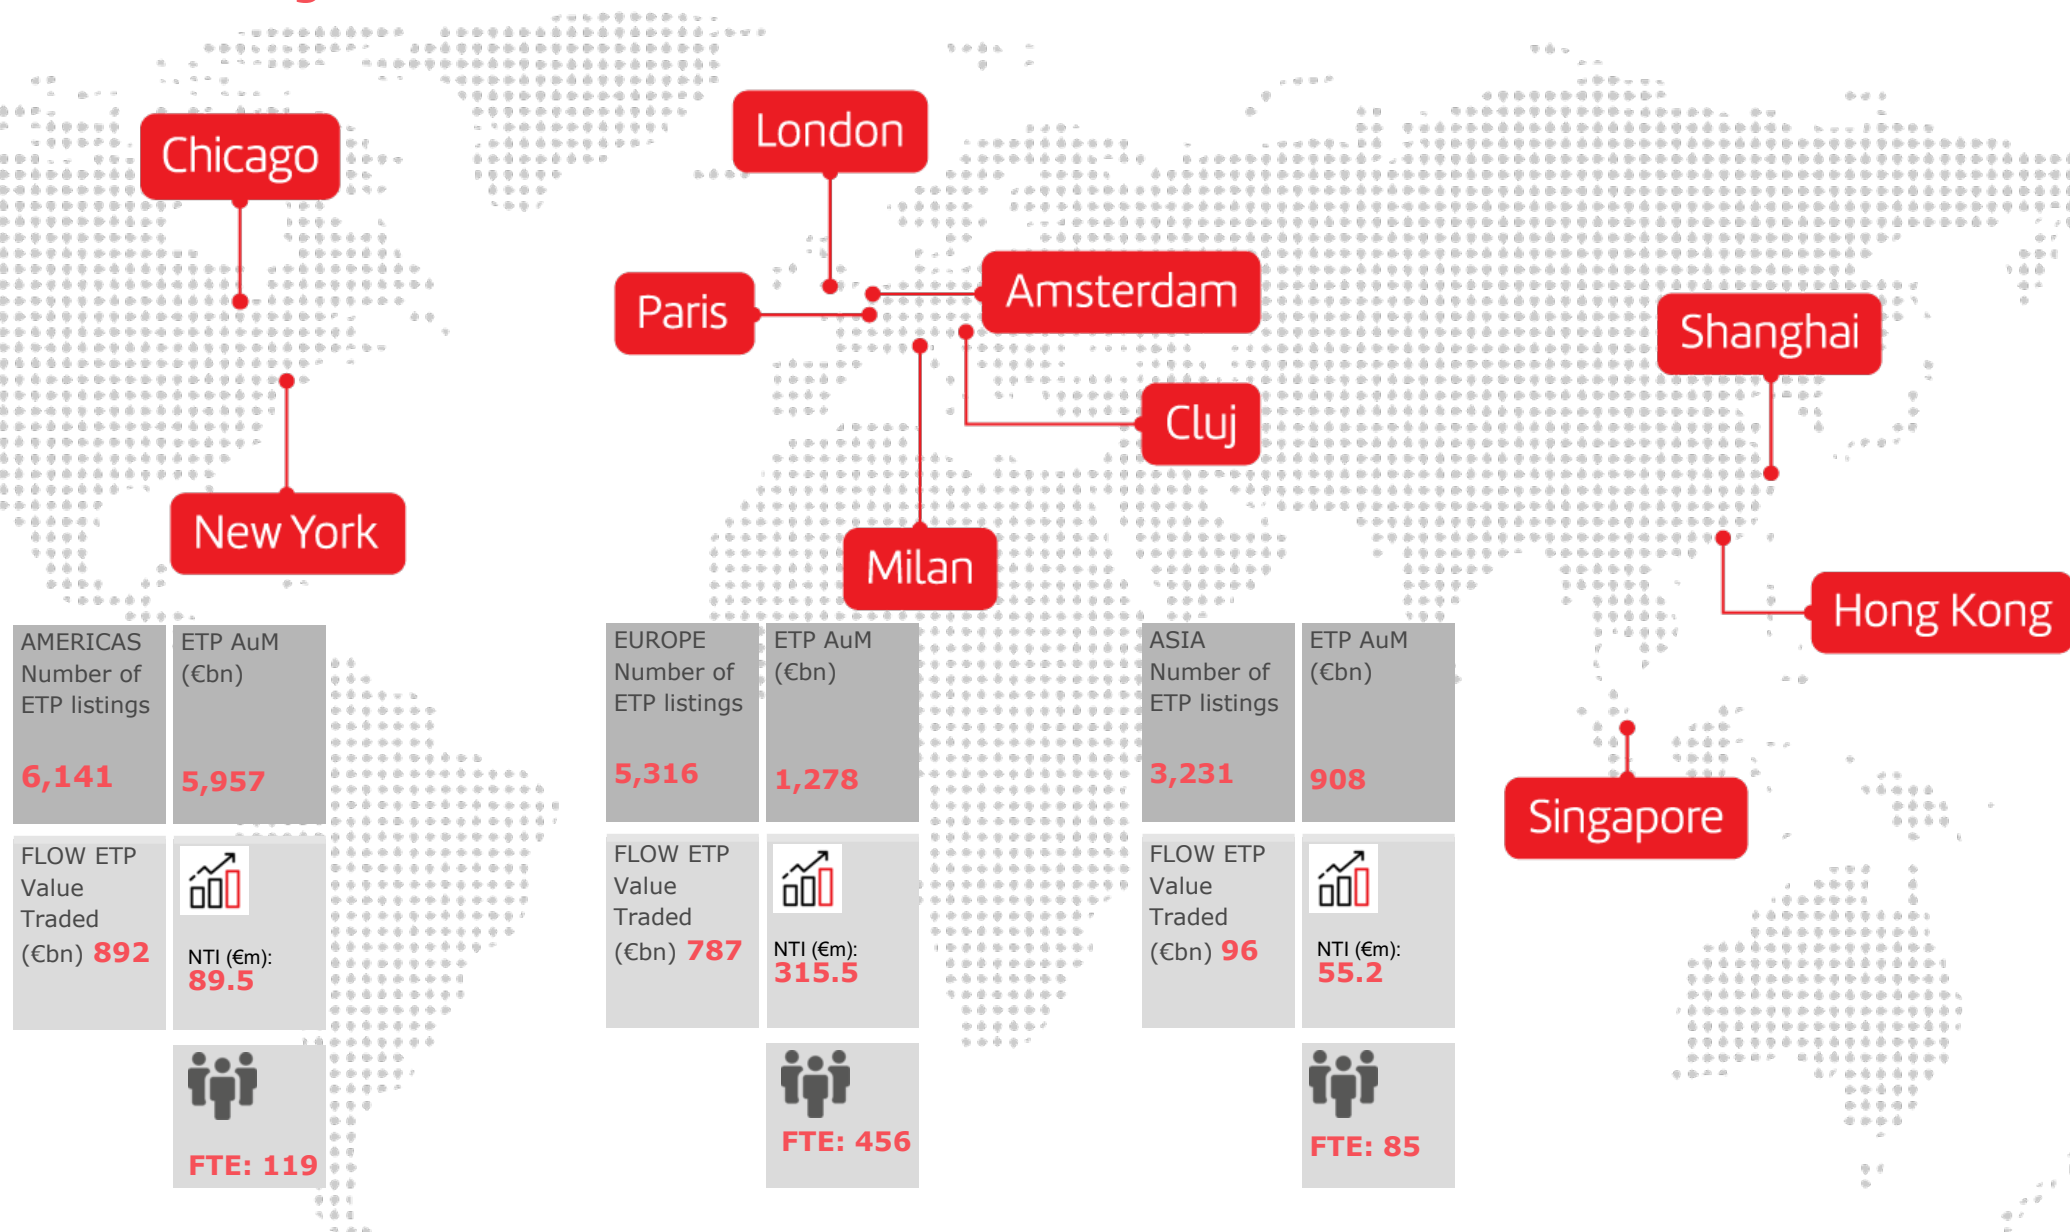 Chicago
London
Paris
Amsterdam
Shanghai
Cluj
New York
Milan
Hong Kong
Singapore
AMERICAS
Number of
ETP listings
6,141
ETP AuM
(€bn)
5,957
FLOW ETP
Value
Traded
(€bn) 892
NTI (€m):
89.5
FTE: 119
EUROPE
Number of
ETP listings
5,316
ETP AuM
(€bn)
1,278
FLOW ETP
Value
Traded
(€bn) 787
NTI (€m):
315.5
FTE: 456
ASIA
Number of
ETP listings
3,231
ETP AuM
(€bn)
908
FLOW ETP
Value
Traded
(€bn) 96
NTI (€m):
55.2
FTE: 85